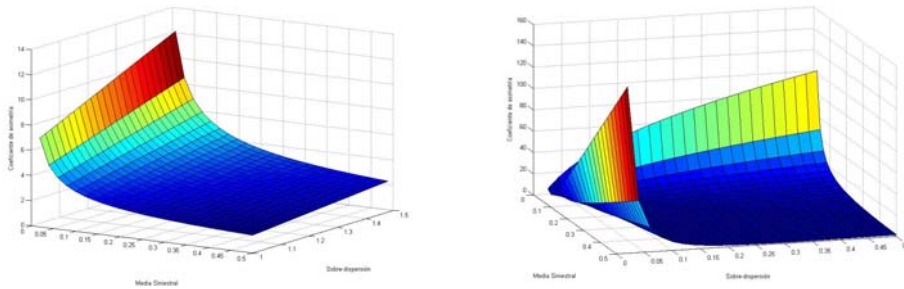 14
12
10
8
6
4
2
0
Coeficiente de asimetría
0 0.05 0.1 0.15 0.2 0.25 0.3 0.35 0.4 0.45 0.5
Media Siniestral
1 1.1 1.2 1.3 1.4 1.5
Sobre-dispersión
160
140
120
100
80
60
40
20
0
Coeficiente de asimetría
0 0.1 0.2 0.3 0.4 0.5
Media Siniestral
0 0.05 0.1 0.15 0.2 0.25 0.3 0.35 0.4 0.45
Sobre-dispersión